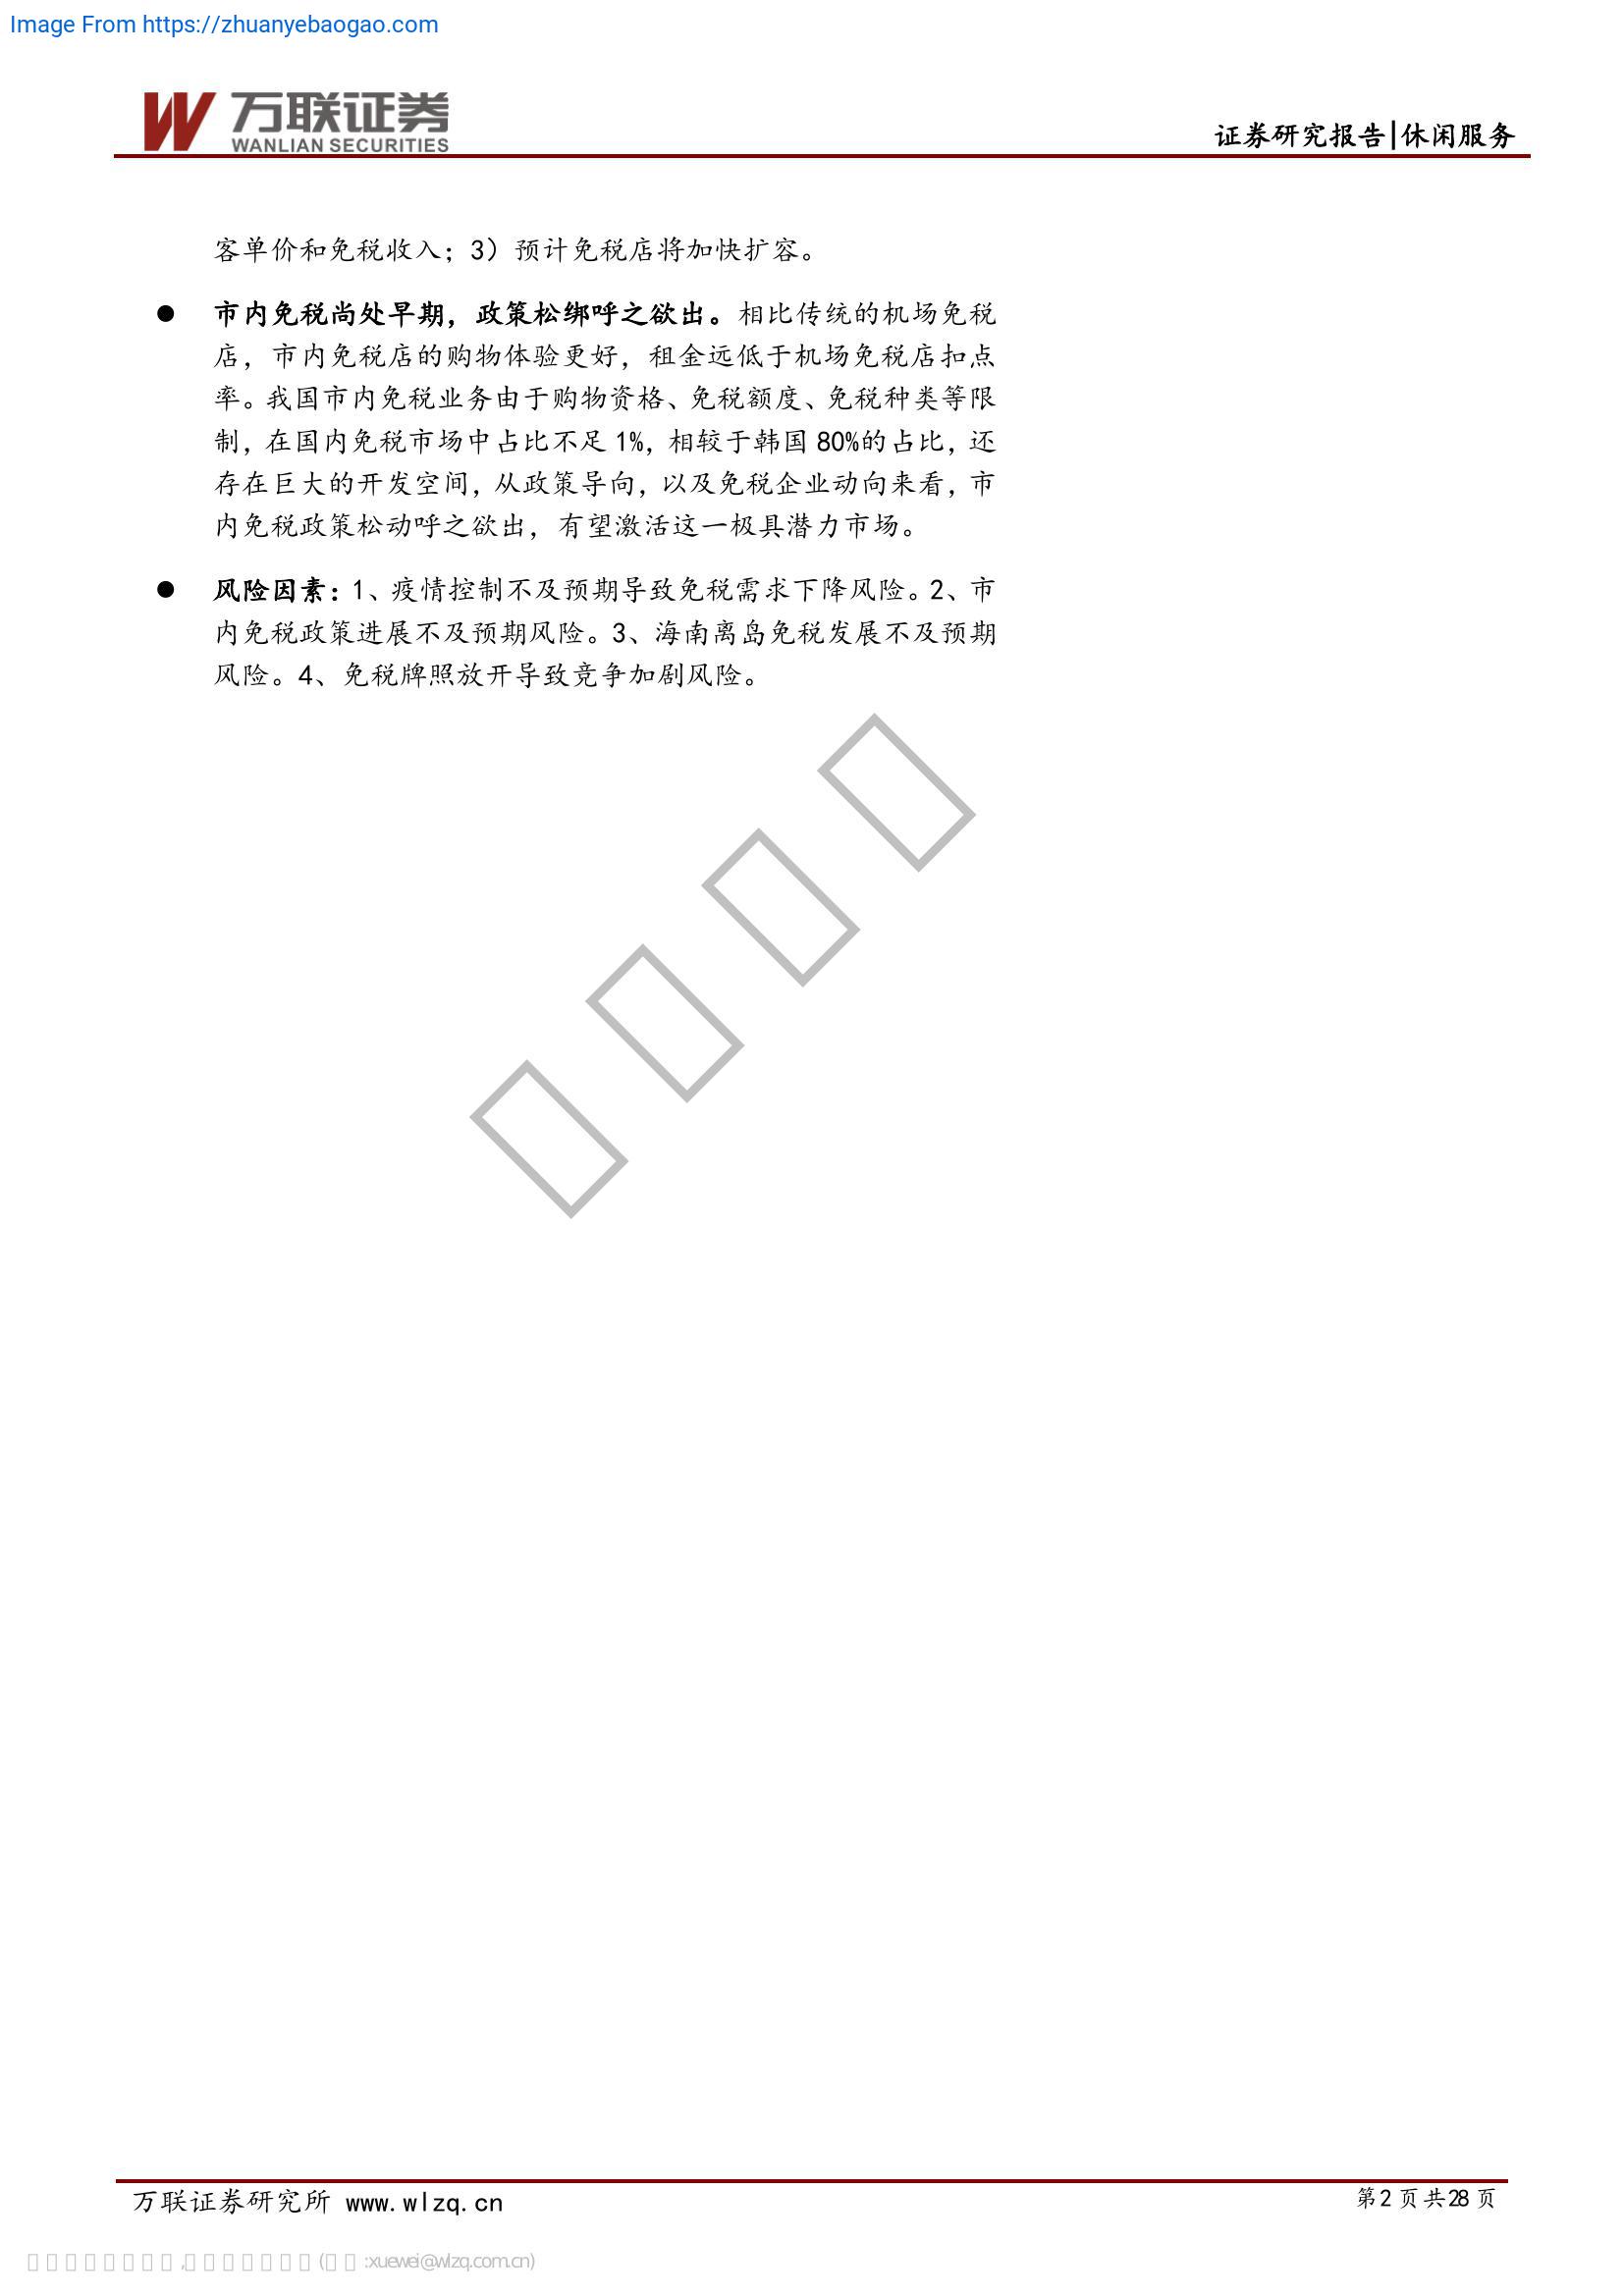 Image From https://zhuanyebaogao.com
万联证券
WANLIAN SECURITIES
证券研究报告|休闲服务
客单价和免税收入；3）预计免税店将加快扩容。
● 市内免税尚处早期，政策松绑呼之欲出。相比传统的机场免税
店，市内免税店的购物体验更好，租金远低于机场免税店扣点
率。我国市内免税业务由于购物资格、免税额度、免税种类等限
制，在国内免税市场中占比不足 1%，相较于韩国 80%的占比，还
存在巨大的开发空间，从政策导向，以及免税企业动向来看，市
内免税政策松动呼之欲出，有望激活这一极具潜力市场。
● 风险因素：1、疫情控制不及预期导致免税需求下降风险。2、市
内免税政策进展不及预期风险。3、海南离岛免税发展不及预期
风险。4、免税牌照放开导致竞争加剧风险。
万联证券研究所 www.wlzq.cn
第 2 页 共 28 页
:xuewei@wlzq.com.cn)